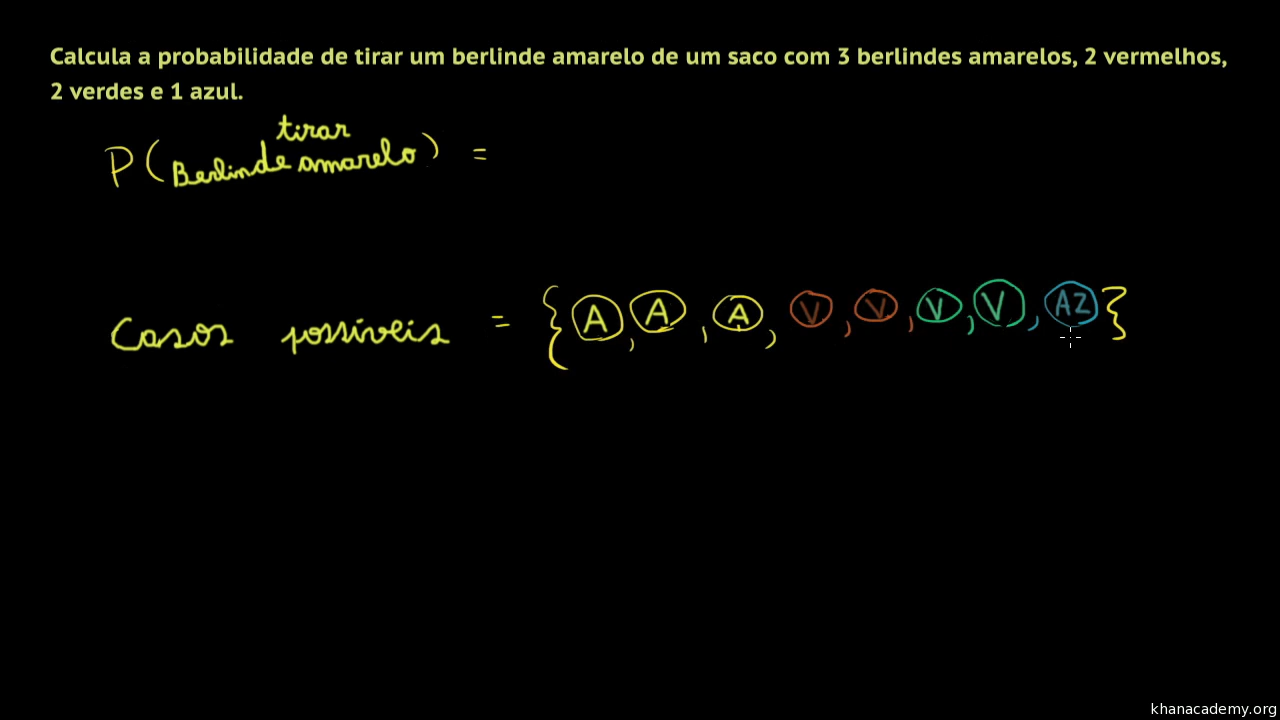 Calcula a probabilidade de tirar um berlinde amarelo de um saco com 3 berlindes amarelos, 2 vermelhos,
2 verdes e 1 azul.
tirar
P ( Berlinde amarelo ) =
Casos possíveis = { A A , A , V , V , V , V , AZ }
khanacademy.org